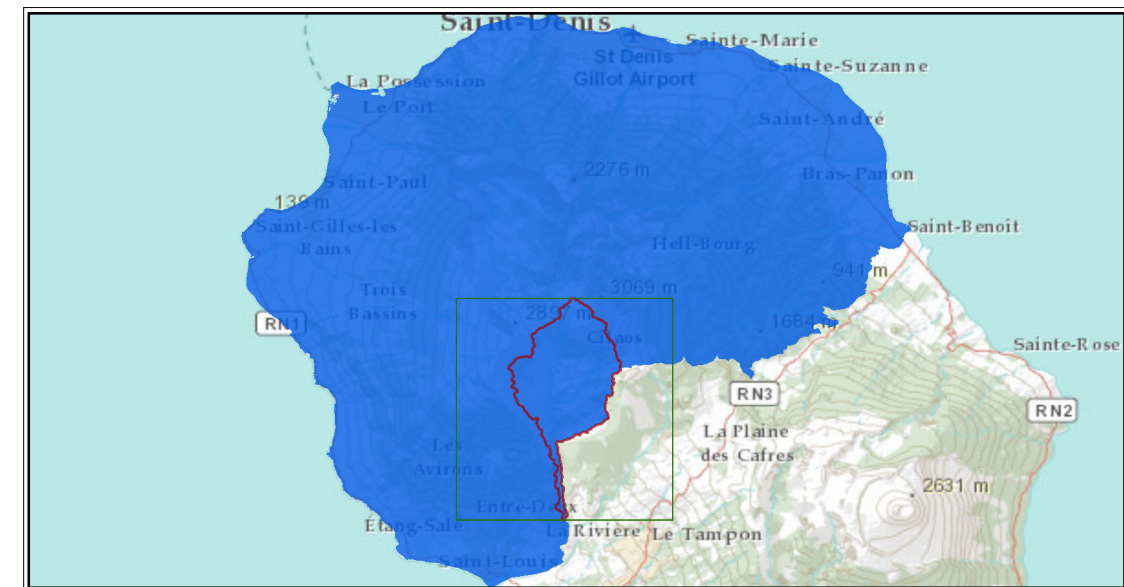 Saint-Denis
Sainte-Marie
St Denis
Gillot Airport
Sainte-Suzanne
La Possession
Le Port
Saint-André
2276 m
Bras-Panon
Saint-Paul
139 m
Saint-Gilles-les
Bains
Saint-Benoît
Hell-Bourg
941 m
Trois
Bassins
3069 m
2897 m
1684 m
RN1
Cilaos
Sainte-Rose
RN3
RN2
La Plaine
des Cafres
Les
Avirons
2631 m
Entre-Deux
Étang-Salé
La Rivière
Le Tampon
Saint-Louis